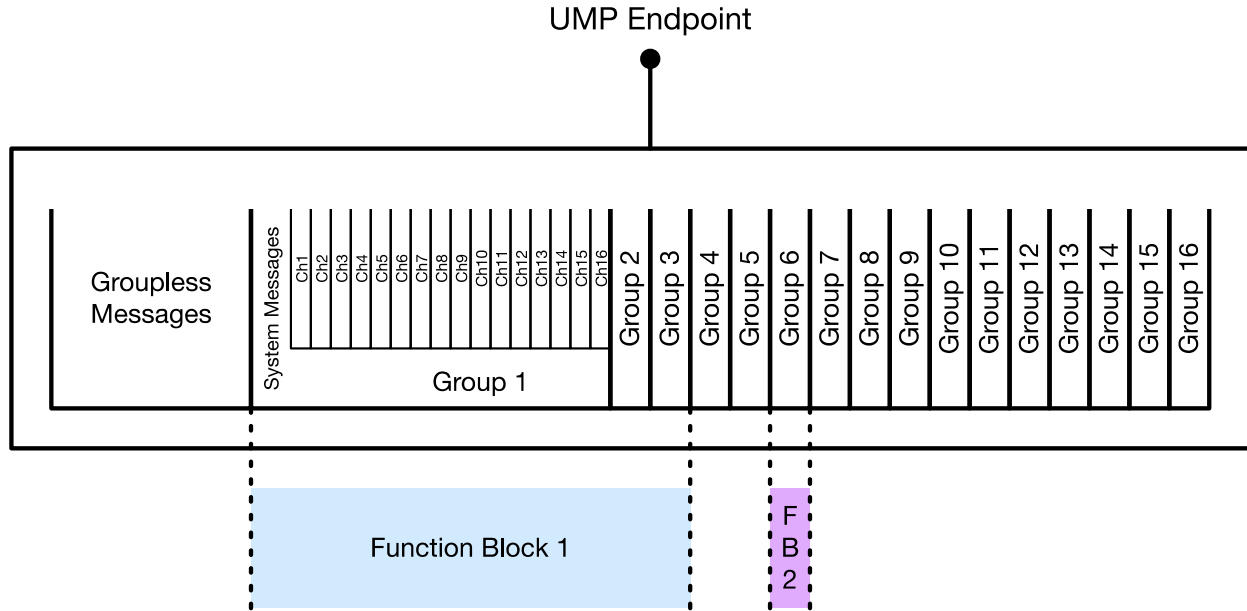 UMP Endpoint
Groupless
Messages
System Messages
Ch1
Ch2
Ch3
Ch4
Ch5
Ch6
Ch7
Ch8
Ch9
Ch10
Ch11
Ch12
Ch13
Ch14
Ch15
Ch16
Group 1
Group 2
Group 3
Group 4
Group 5
Group 6
Group 7
Group 8
Group 9
Group 10
Group 11
Group 12
Group 13
Group 14
Group 15
Group 16
Function Block 1
F
B
2